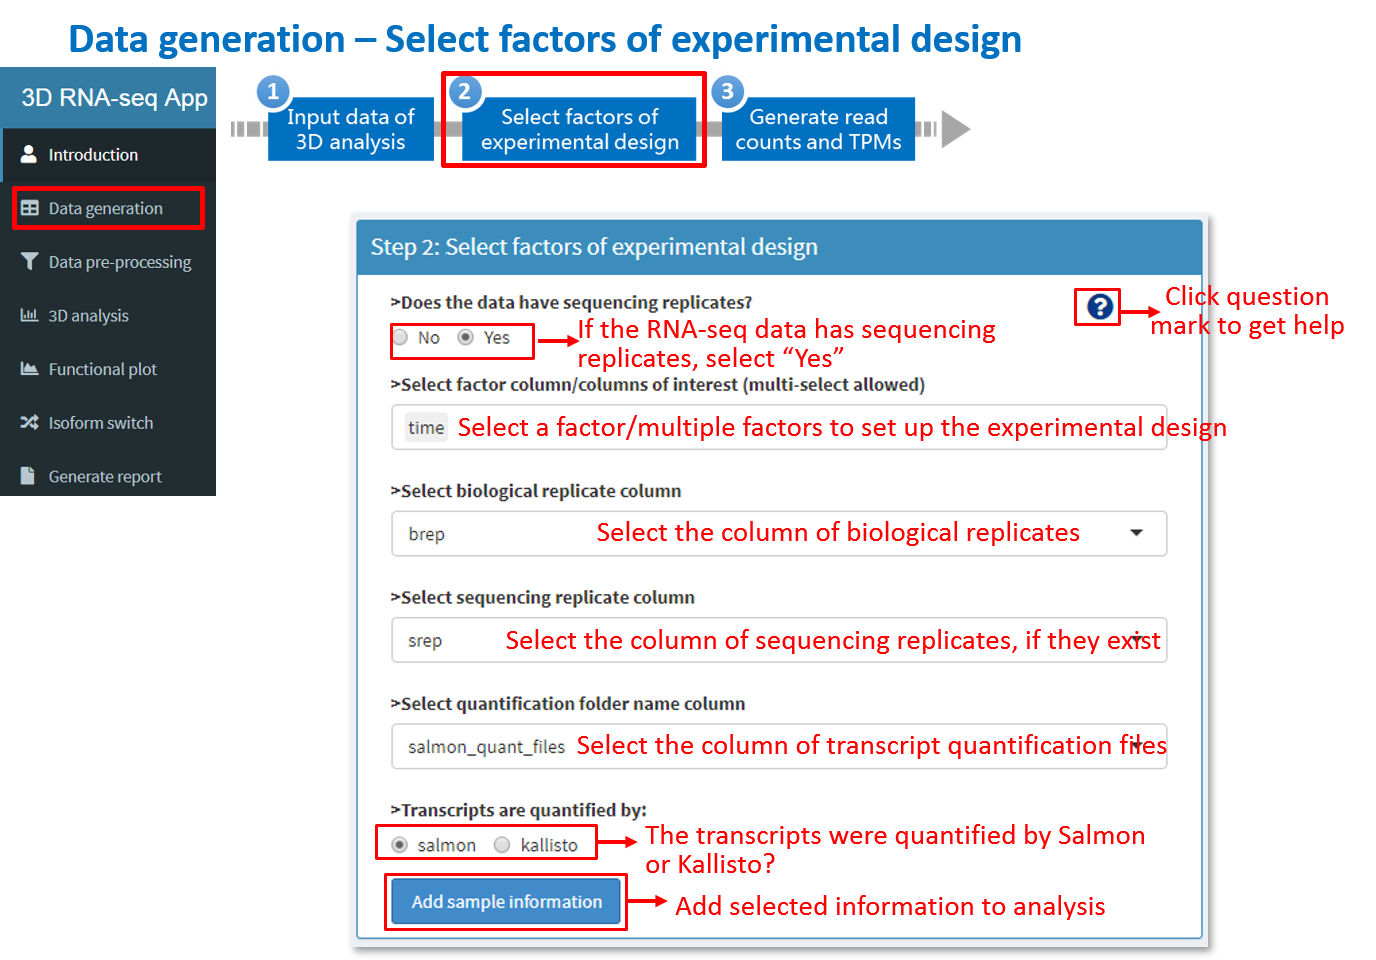 Data generation – Select factors of experimental design
3D RNA-seq App
Introduction
Data generation
Data pre-processing
3D analysis
Functional plot
Isoform switch
Generate report
1
Input data of
3D analysis
2
Select factors of
experimental design
3
Generate read
counts and TPMs
Step 2: Select factors of experimental design
>Does the data have sequencing replicates?
No Yes
If the RNA-seq data has sequencing
replicates, select “Yes”
?
Click question
mark to get help
>Select factor column/columns of interest (multi-select allowed)
time Select a factor/multiple factors to set up the experimental design
>Select biological replicate column
brep Select the column of biological replicates
>Select sequencing replicate column
srep Select the column of sequencing replicates, if they exist
>Select quantification folder name column
salmon_quant_files Select the column of transcript quantification files
>Transcripts are quantified by:
salmon kallisto
The transcripts were quantified by Salmon
or Kallisto?
Add sample information
Add selected information to analysis